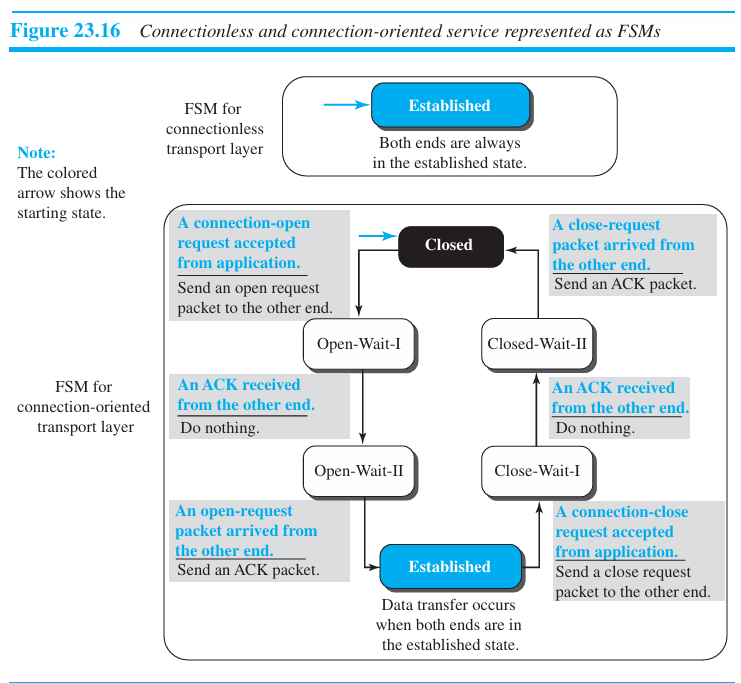 Figure 23.16 Connectionless and connection-oriented service represented as FSMs
FSM for
connectionless
transport layer
Established
Both ends are always
in the established state.
Note:
The colored
arrow shows the
starting state.
A connection-open
request accepted
from application.
Send an open request
packet to the other end.
Closed
A close-request
packet arrived from
the other end.
Send an ACK packet.
Open-Wait-I
Closed-Wait-II
FSM for
connection-oriented
transport layer
An ACK received
from the other end.
Do nothing.
An ACK received
from the other end.
Do nothing.
Open-Wait-II
Close-Wait-I
An open-request
packet arrived from
the other end.
Send an ACK packet.
Established
A connection-close
request accepted
from application.
Send a close request
packet to the other end.
Data transfer occurs
when both ends are in
the established state.